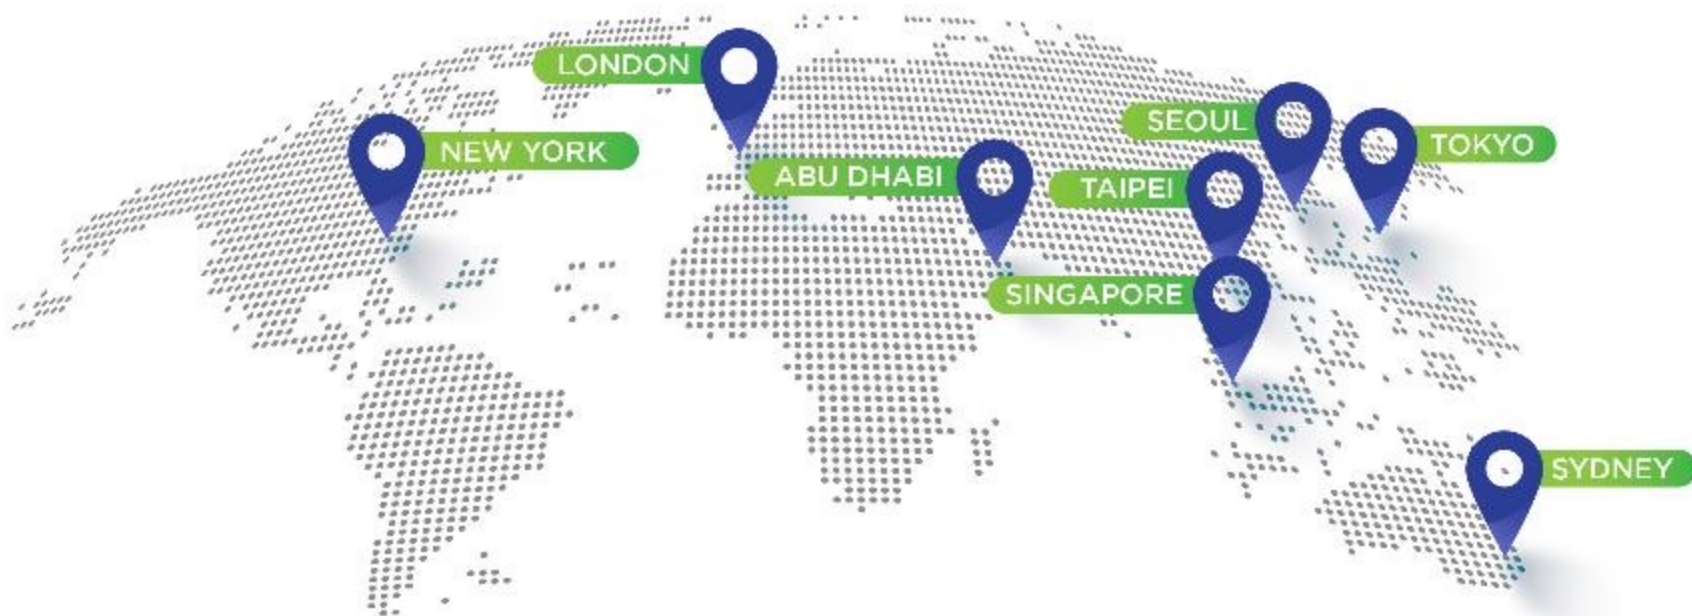 LONDON
SEOUL
TOKYO
NEW YORK
ABU DHABI
TAIPEI
SINGAPORE
SYDNEY